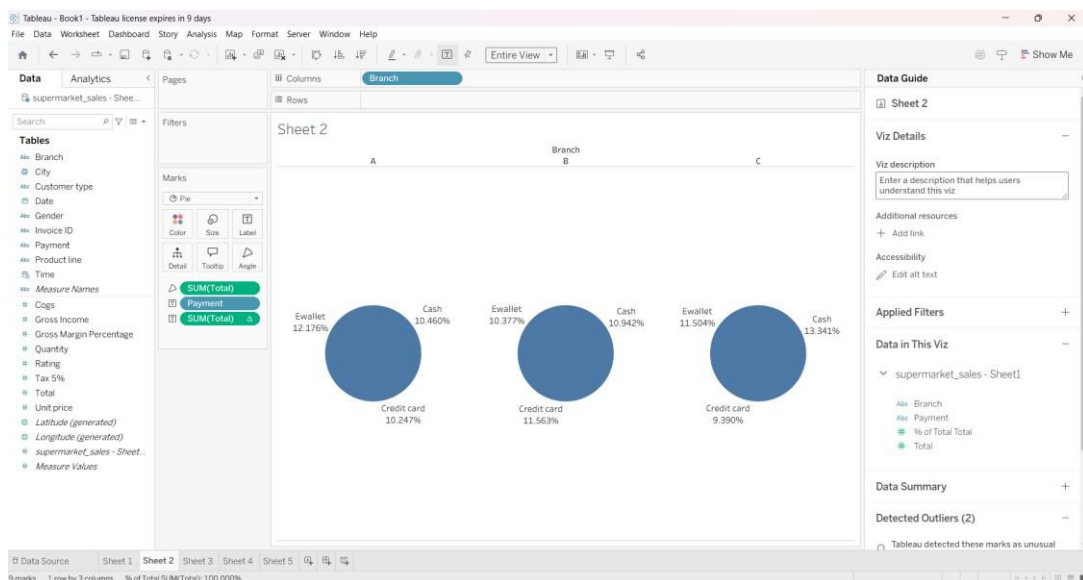 Tableau - Book1 - Tableau license expires in 9 days
File Data Worksheet Dashboard Story Analysis Map Format Server Window Help
Entire View
Show Me
Data Analytics
supermarket_sales - Shee...
Search
Tables
Abc Branch
City
Abc Customer type
Date
Abc Gender
Abc Invoice ID
Abc Payment
Abc Product line
Time
Abc Measure Names
# Cogs
# Gross Income
# Gross Margin Percentage
# Quantity
# Rating
# Tax 5%
# Total
# Unit price
Latitude (generated)
Longitude (generated)
# supermarket_sales - Sheet...
# Measure Values
Pages
Filters
Marks
Pie
Color Size Label
Detail Tooltip Angle
SUM(Total)
Payment
SUM(Total) Δ
Columns Branch
Rows
Sheet 2
Branch
A B C
Ewallet
12.176%
Cash
10.460%
Credit card
10.247%
Ewallet
10.377%
Cash
10.942%
Credit card
11.563%
Ewallet
11.504%
Cash
13.341%
Credit card
9.390%
Data Guide
Sheet 2
Viz Details
Viz description
Enter a description that helps users
understand this viz
Additional resources
+ Add link
Accessibility
Edit alt text
Applied Filters +
Data in This Viz
supermarket_sales - Sheet1
Abc Branch
Abc Payment
# % of Total Total
# Total
Data Summary +
Detected Outliers (2)
Tableau detected these marks as unusual
Data Source Sheet 1 Sheet 2 Sheet 3 Sheet 4 Sheet 5
9 marks 1 row by 3 columns % of Total SUM(Total): 100.000%